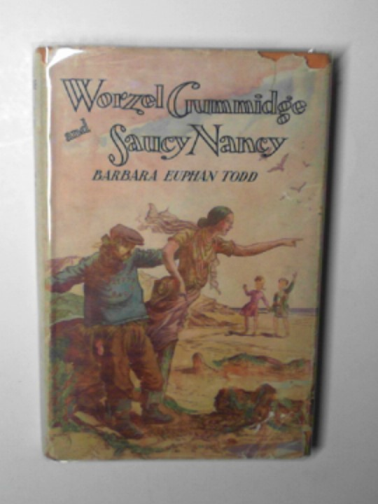 Worzel Gummidge
and
Saucy Nancy
BARBARA EUPHAN TODD